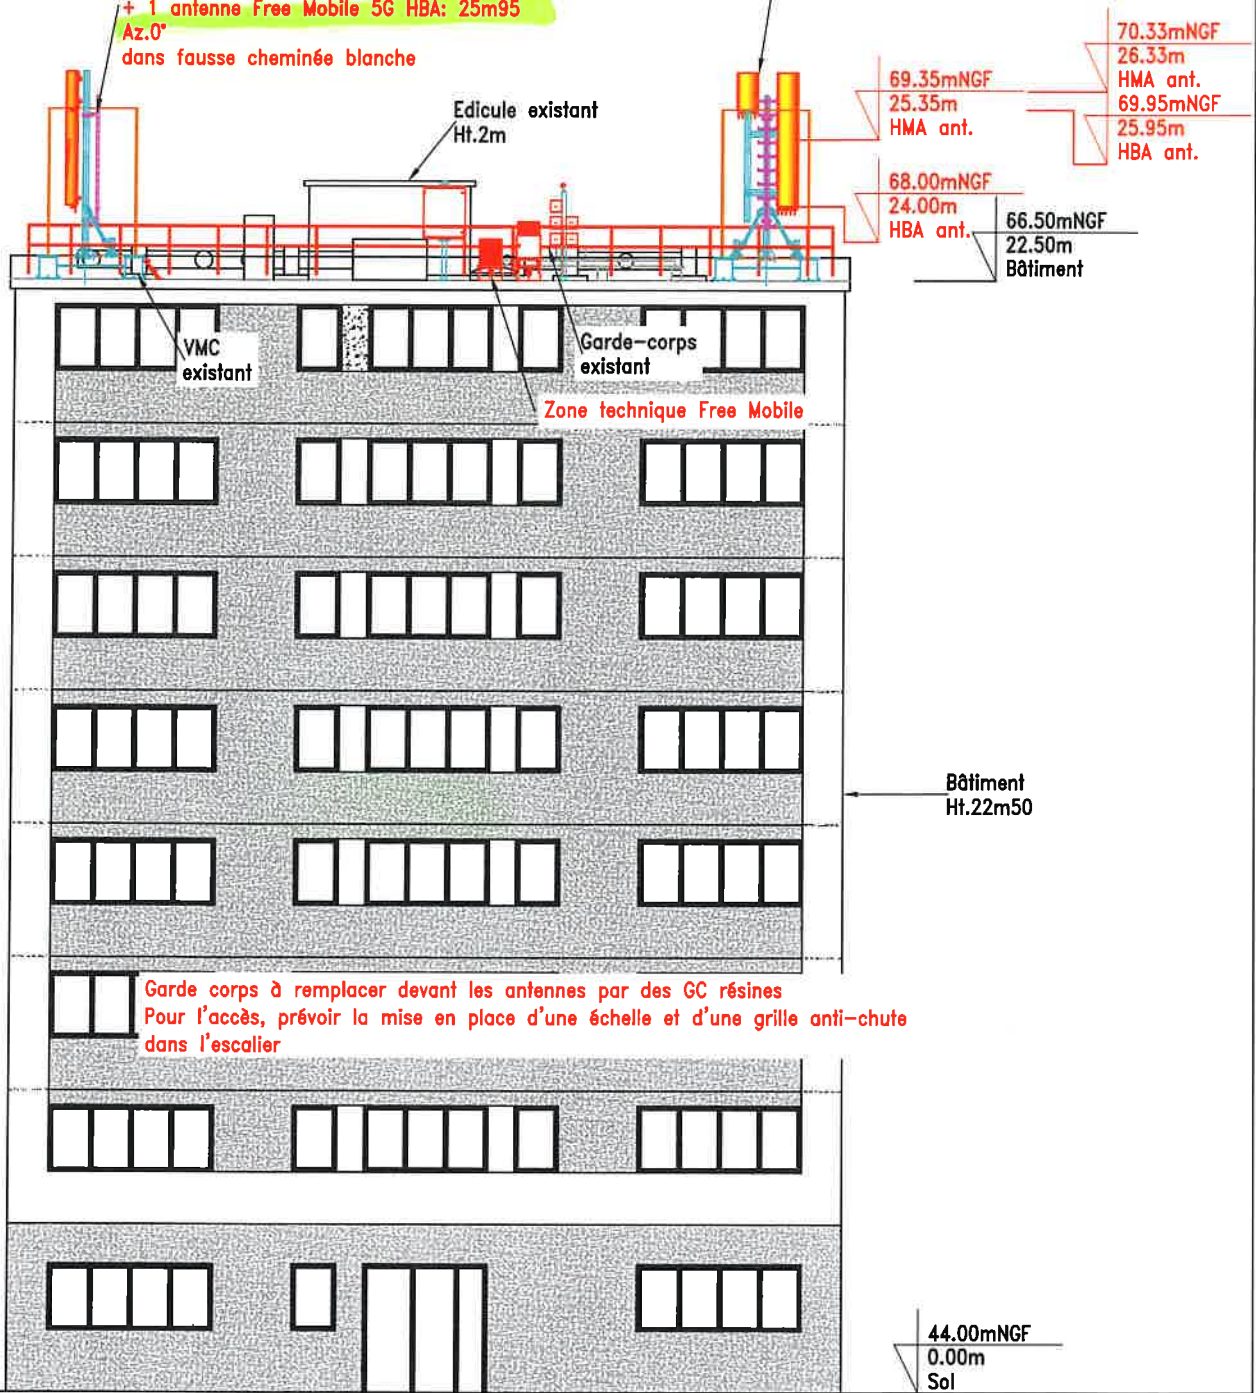 + 1 antenne Free Mobile 5G HBA: 25m95
Az.0°
dans fausse cheminée blanche
70.33mNGF
26.33m
HMA ant.
69.35mNGF
25.35m
HMA ant.
69.95mNGF
25.95m
HBA ant.
Edicule existant
Ht.2m
68.00mNGF
24.00m
HBA ant.
66.50mNGF
22.50m
Bâtiment
VMC
existant
Garde-corps
existant
Zone technique Free Mobile
Bâtiment
Ht.22m50
Garde corps à remplacer devant les antennes par des GC résines
Pour l'accès, prévoir la mise en place d'une échelle et d'une grille anti-chute
dans l'escalier
44.00mNGF
0.00m
Sol